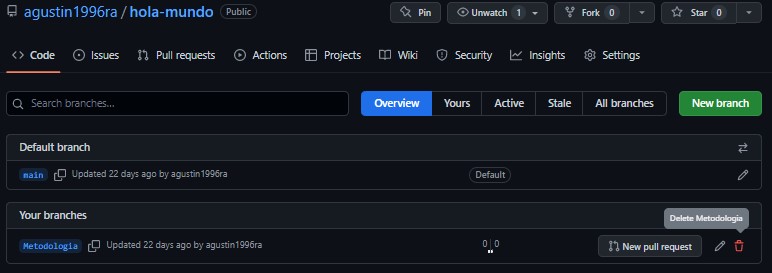 agustin1996ra / hola-mundo Public Pin Unwatch 1 Fork 0 Star 0
Code Issues Pull requests Actions Projects Wiki Security Insights Settings
Search branches... Overview Yours Active Stale All branches New branch
Default branch
main Updated 22 days ago by agustin1996ra Default
Your branches
Delete Metodologia
Metodologia Updated 22 days ago by agustin1996ra 0 0 New pull request